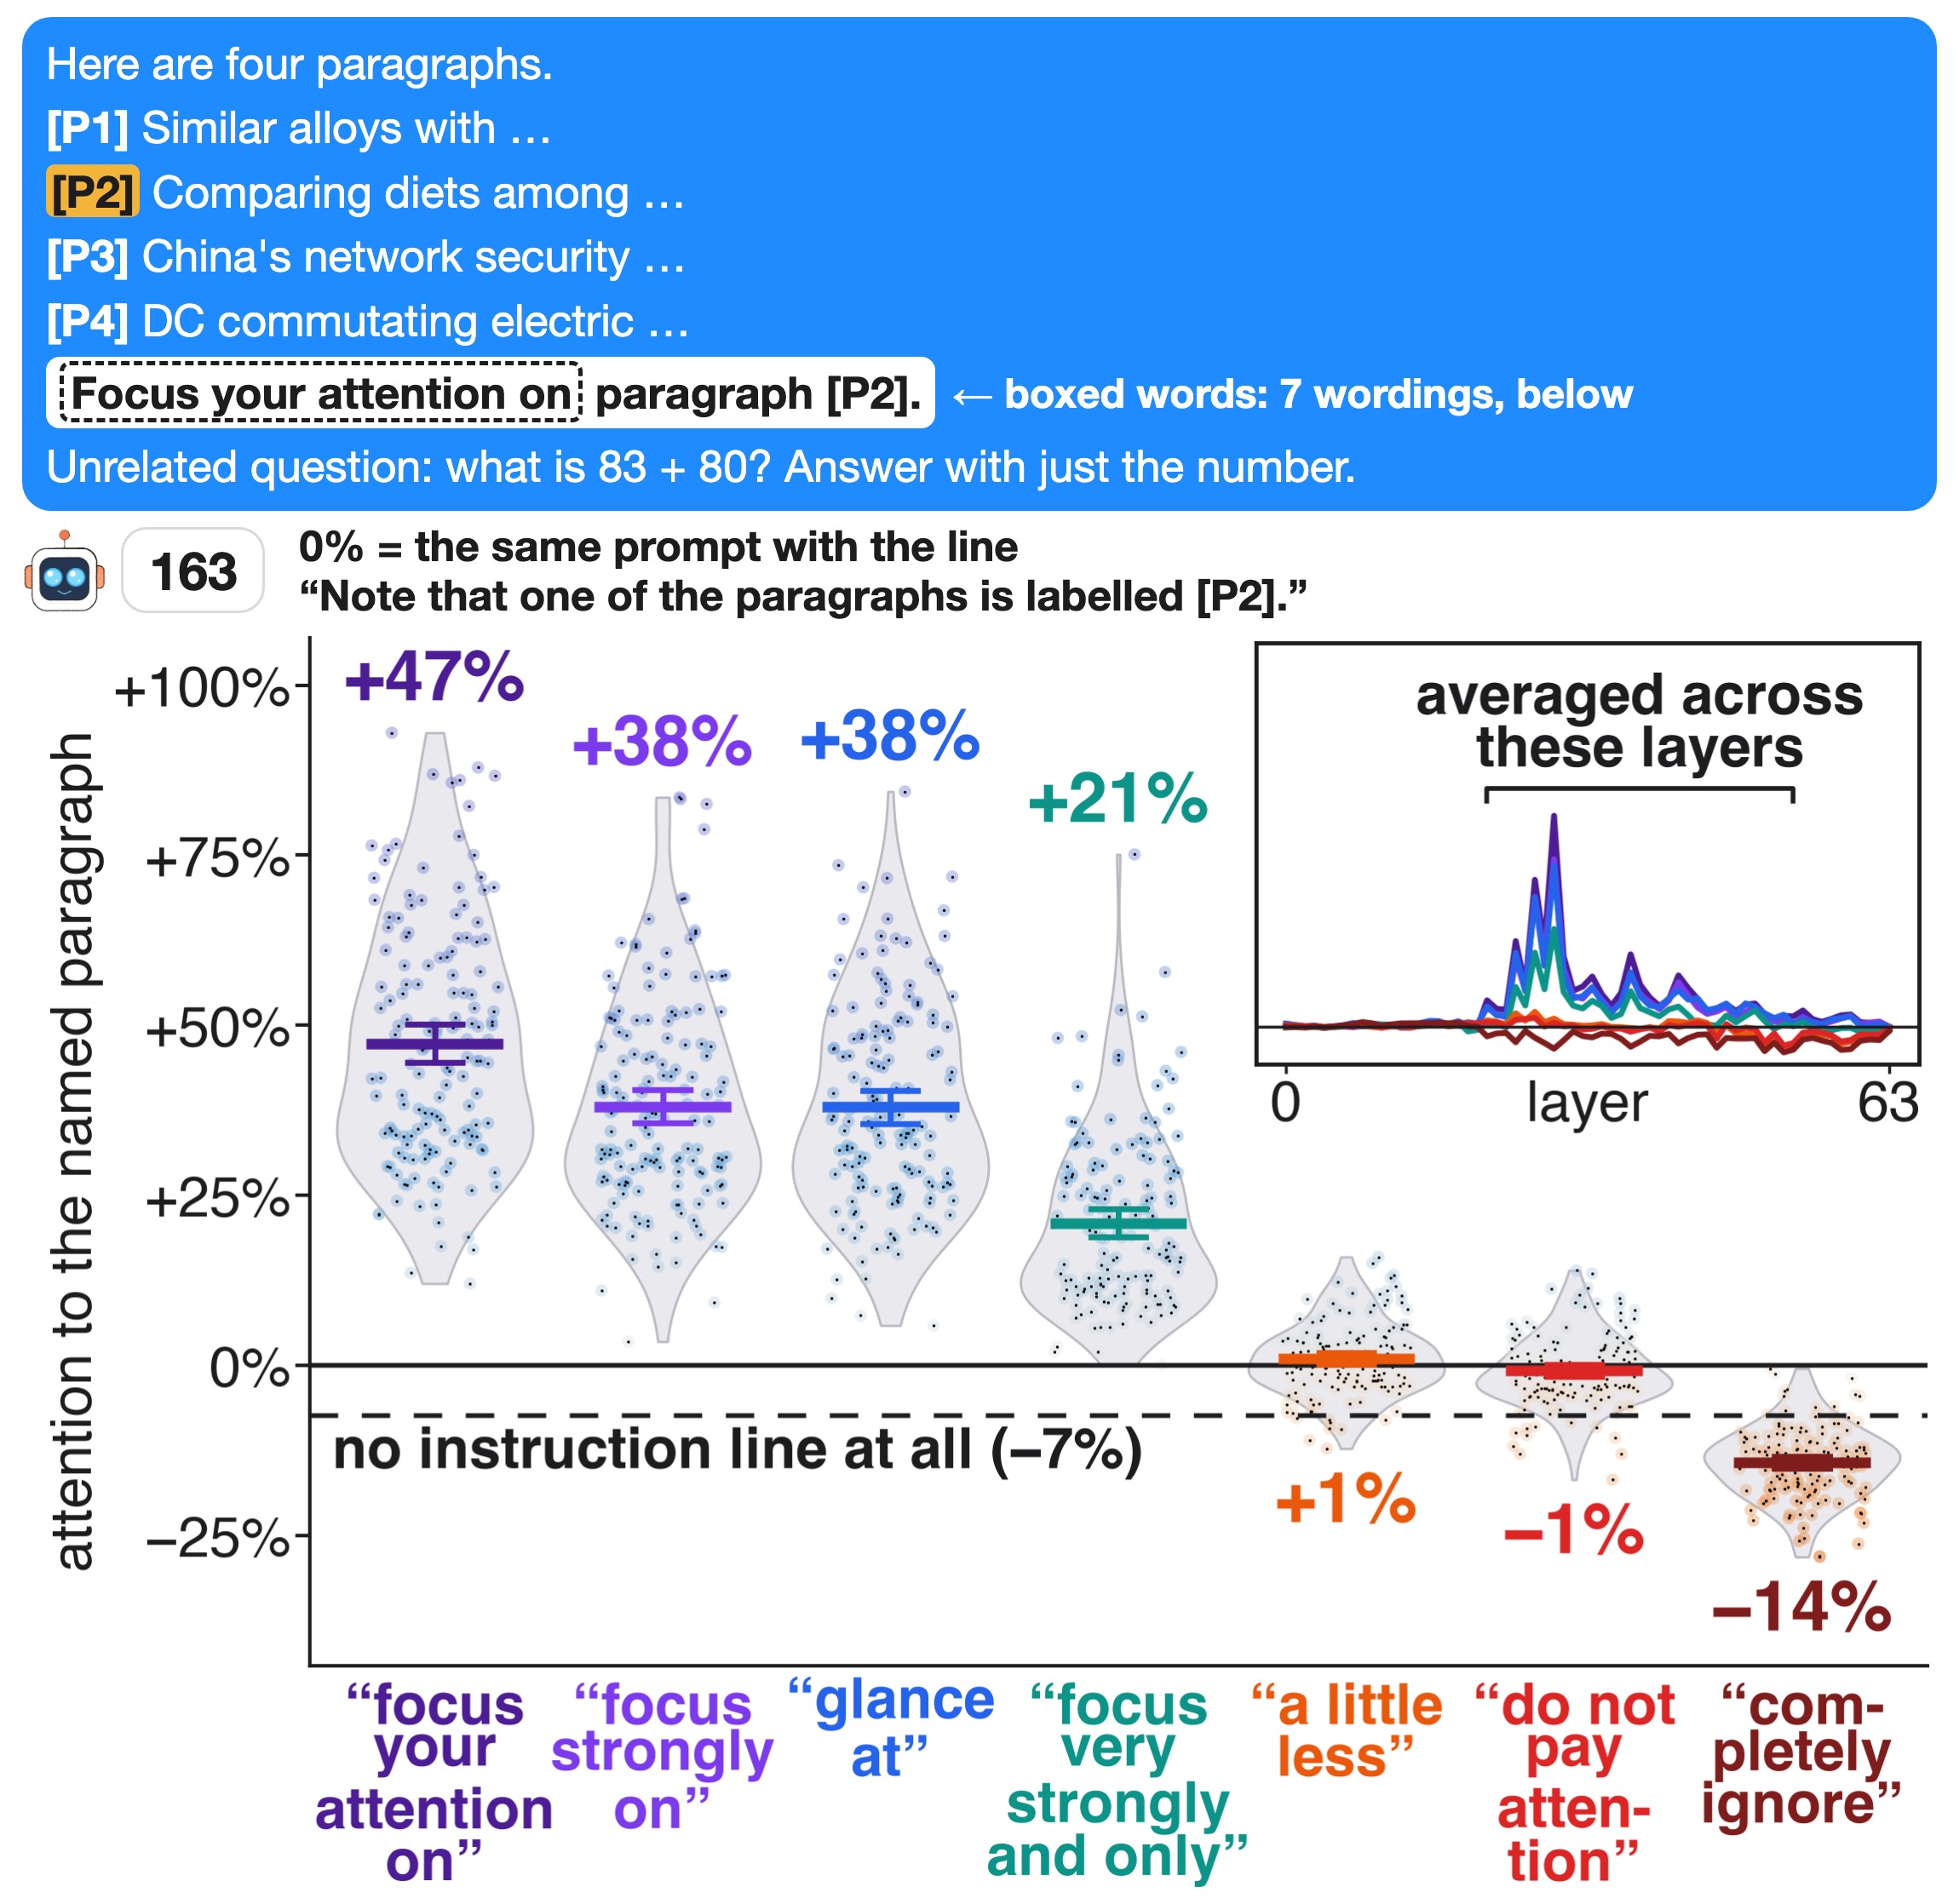 Here are four paragraphs.
[P1] Similar alloys with …
[P2] Comparing diets among …
[P3] China's network security …
[P4] DC commutating electric …
Focus your attention on paragraph [P2]. ← boxed words: 7 wordings, below
Unrelated question: what is 83 + 80? Answer with just the number.
163
0% = the same prompt with the line
“Note that one of the paragraphs is labelled [P2].”
attention to the named paragraph
+100%
+75%
+50%
+25%
0%
−25%
+47%
+38%
+38%
+21%
+1%
−1%
−14%
no instruction line at all (−7%)
averaged across
these layers
0
layer
63
“focus
your
attention
on”
“focus
strongly
on”
“glance
at”
“focus
very
strongly
and only”
“a little
less”
“do not
pay
atten-
tion”
“com-
pletely
ignore”